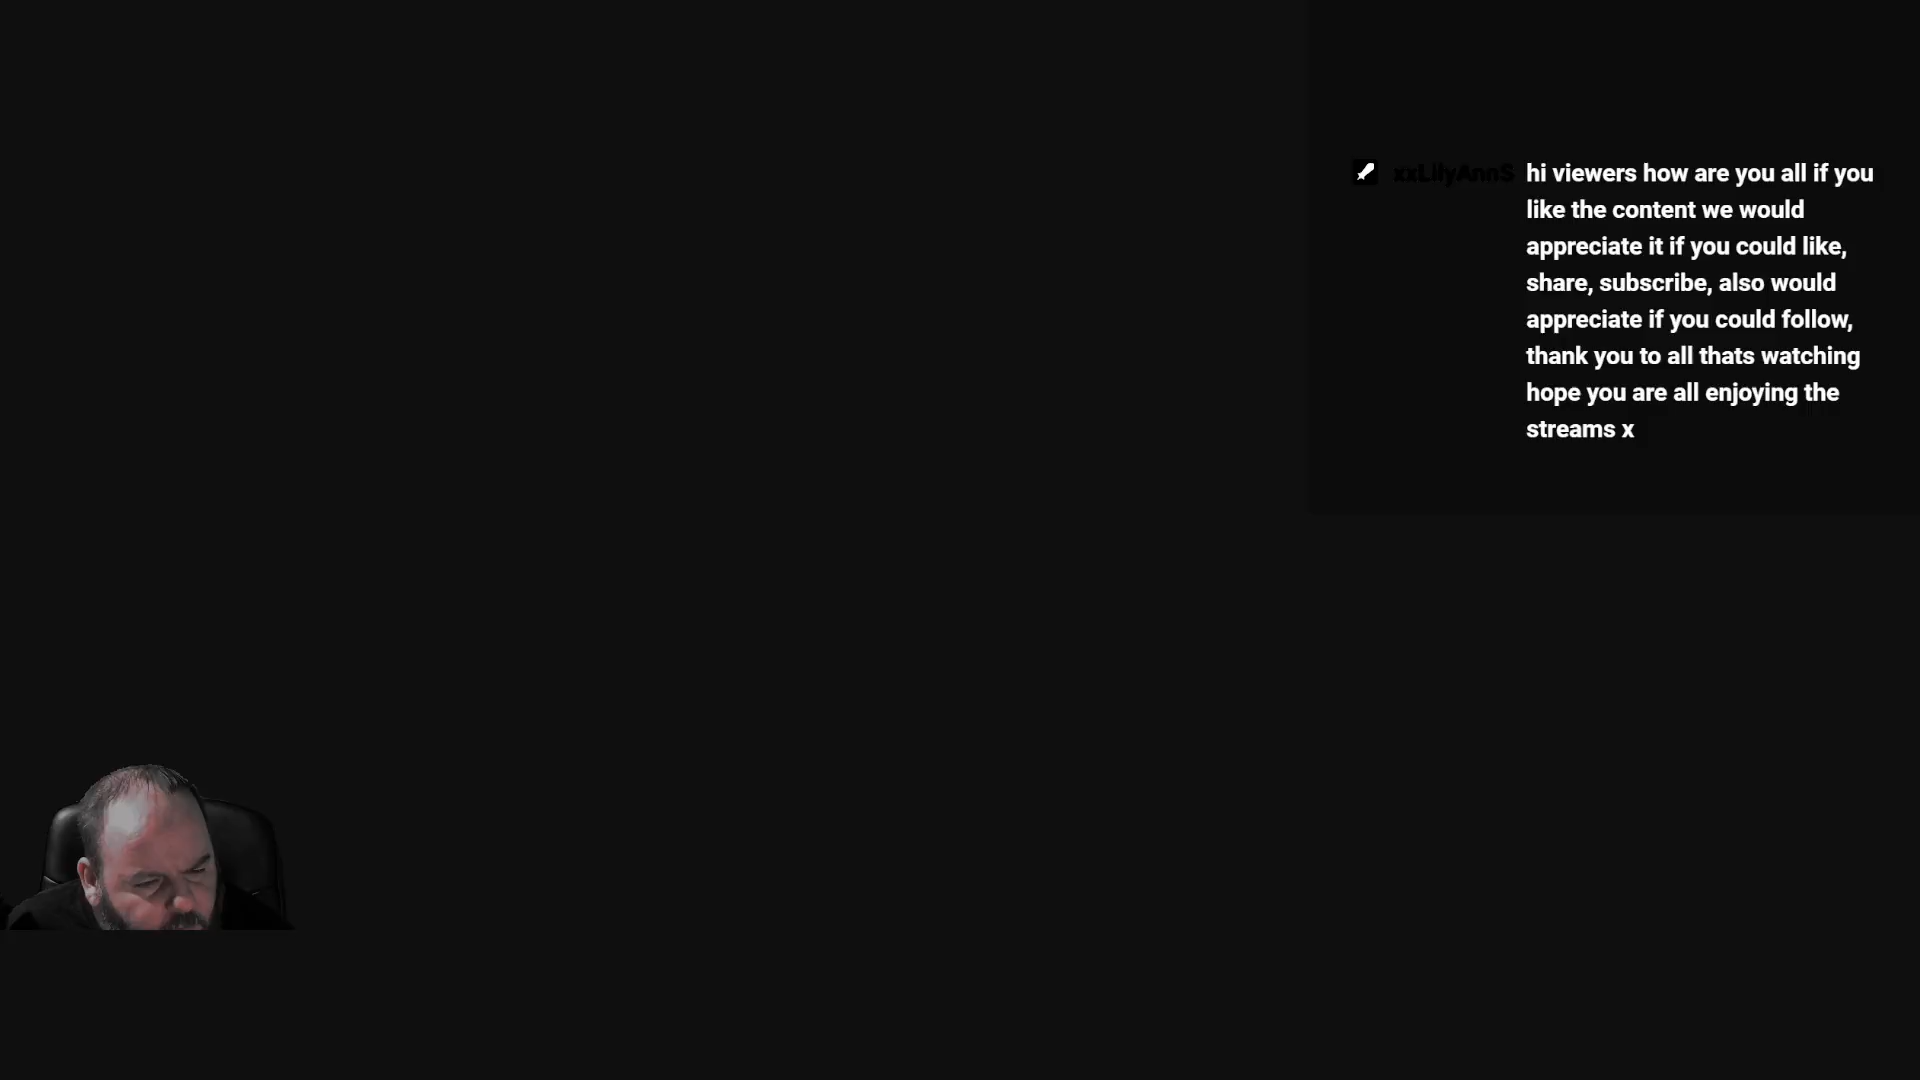 xxLilyAnnS hi viewers how are you all if you
like the content we would
appreciate it if you could like,
share, subscribe, also would
appreciate if you could follow,
thank you to all thats watching
hope you are all enjoying the
streams x